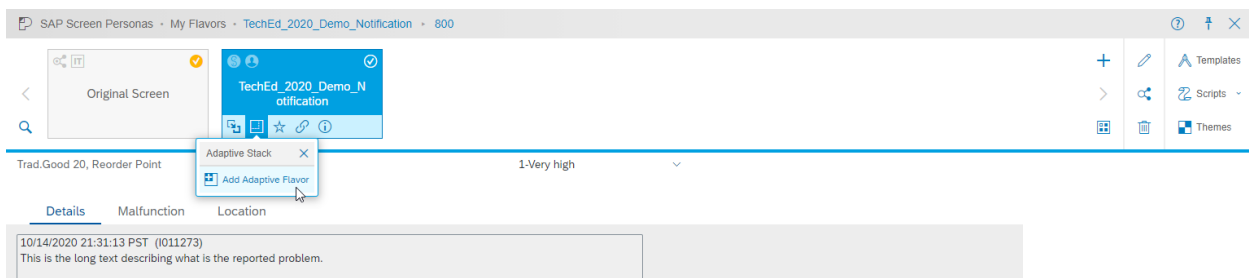 SAP Screen Personas • My Flavors • TechEd_2020_Demo_Notification • 800
IT
Original Screen
S
TechEd_2020_Demo_N
otification
Templates
Scripts
Themes
Adaptive Stack
Add Adaptive Flavor
Trad.Good 20, Reorder Point
1-Very high
Details Malfunction Location
10/14/2020 21:31:13 PST (I011273)
This is the long text describing what is the reported problem.